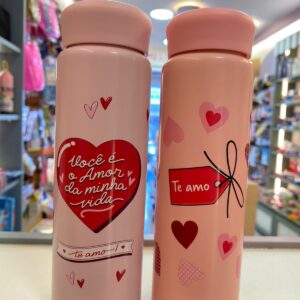 Você é
o Amor
da minha
vida
te amo!
Te amo